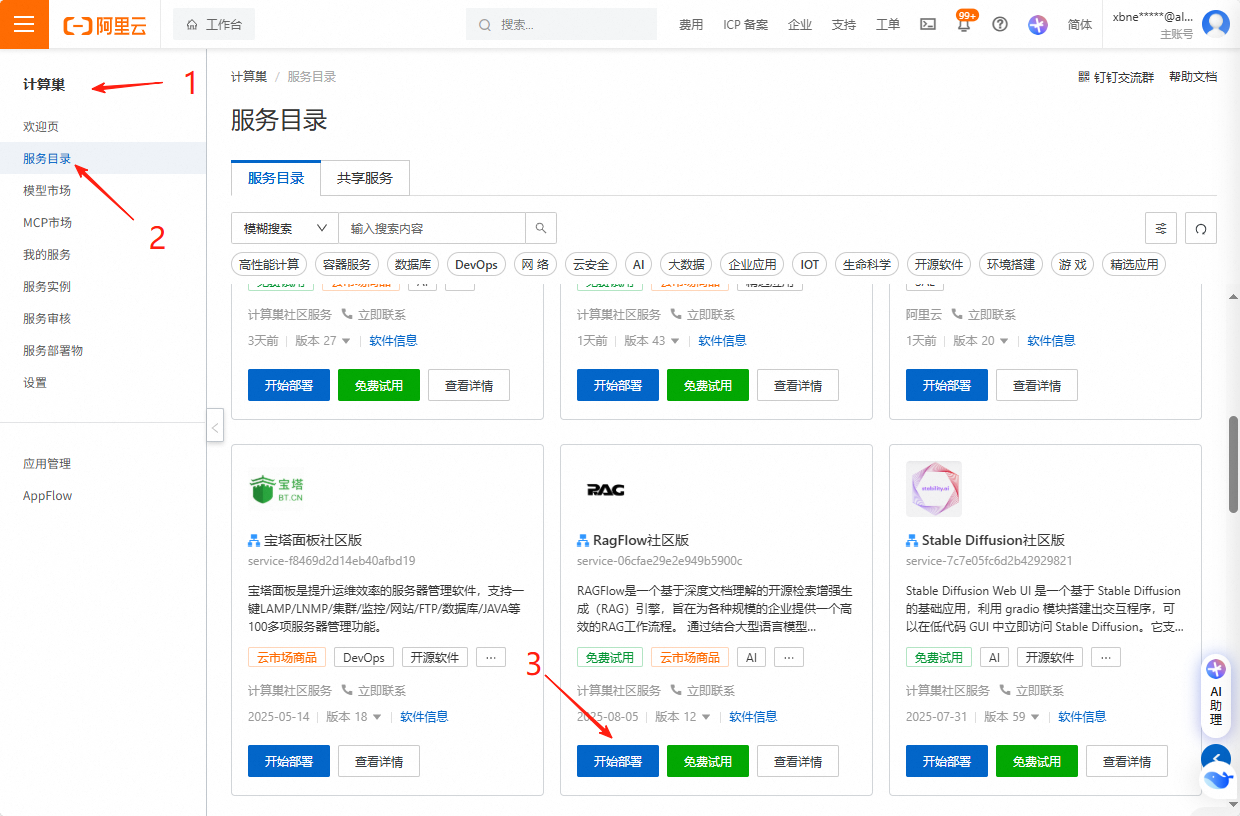 阿里云
工作台
搜索...
费用
ICP 备案
企业
支持
工单
99+
简体
xbne*****@al...
主账号
计算巢
1
欢迎页
服务目录
模型市场
2
MCP市场
我的服务
服务实例
服务审核
服务部署物
设置
应用管理
AppFlow
计算巢 / 服务目录
钉钉交流群 帮助文档
服务目录
服务目录 共享服务
模糊搜索 输入搜索内容
高性能计算 容器服务 数据库 DevOps 网 络 云安全 AI 大数据 企业应用 IOT 生命科学 开源软件 环境搭建 游 戏 精选应用
计算巢社区服务 立即联系
3天前 版本 27 软件信息
开始部署 免费试用 查看详情
计算巢社区服务 立即联系
1天前 版本 43 软件信息
开始部署 免费试用 查看详情
阿里云 立即联系
1天前 版本 20 软件信息
开始部署 查看详情
宝塔
BT.CN
宝塔面板社区版
service-f8469d2d14eb40afbd19
宝塔面板是提升运维效率的服务器管理软件，支持一
键LAMP/LNMP/集群/监控/网站/FTP/数据库/JAVA等
100多项服务器管理功能。
云市场商品 DevOps 开源软件 ...
计算巢社区服务 立即联系
2025-05-14 版本 18 软件信息
开始部署 查看详情
RAG
RagFlow社区版
service-06cfae29e2e949b5900c
RAGFlow是一个基于深度文档理解的开源检索增强生
成（RAG）引擎，旨在为各种规模的企业提供一个高
效的RAG工作流程。 通过结合大型语言模型...
3
免费试用 云市场商品 AI ...
计算巢社区服务 立即联系
2025-08-05 版本 12 软件信息
开始部署 免费试用 查看详情
stability.ai
Stable Diffusion社区版
service-7c7e05fc6d2b42929821
Stable Diffusion Web UI 是一个基于 Stable Diffusion
的基础应用，利用 gradio 模块搭建出交互程序，可
以在低代码 GUI 中立即访问 Stable Diffusion。它支...
免费试用 AI 开源软件 ...
计算巢社区服务 立即联系
2025-07-31 版本 59 软件信息
开始部署 免费试用 查看详情
AI
助
理